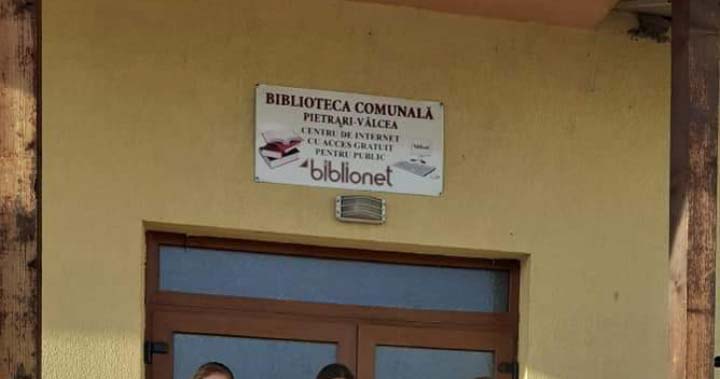 BIBLIOTECA COMUNALĂ
PIETRARI-VÂLCEA
CENTRU DE INTERNET
CU ACCES GRATUIT
PENTRU PUBLIC
biblionet